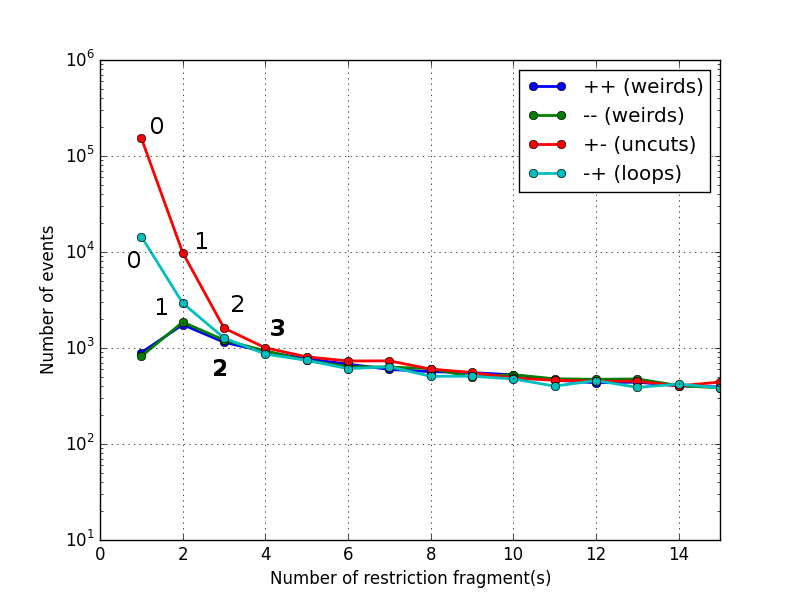 10^6
10^5
10^4
10^3
10^2
10^1
Number of events
0
0
1
1
2
2
3
++ (weirds)
-- (weirds)
+- (uncuts)
-+ (loops)
0 2 4 6 8 10 12 14
Number of restriction fragment(s)